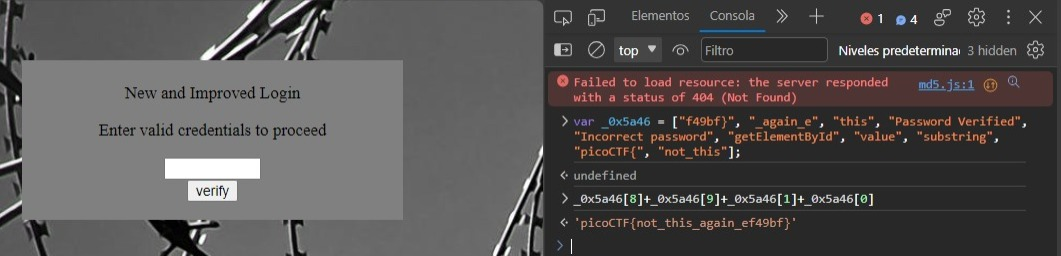 New and Improved Login
Enter valid credentials to proceed
verify
Elementos Consola 1 4
top Filtro Niveles predetermina 3 hidden
Failed to load resource: the server responded md5.js:1
with a status of 404 (Not Found)
var _0x5a46 = ["f49bf}", "_again_e", "this", "Password Verified",
"Incorrect password", "getElementById", "value", "substring",
"picoCTF{", "not_this"];
undefined
_0x5a46[8]+_0x5a46[9]+_0x5a46[1]+_0x5a46[0]
'picoCTF{not_this_again_ef49bf}'